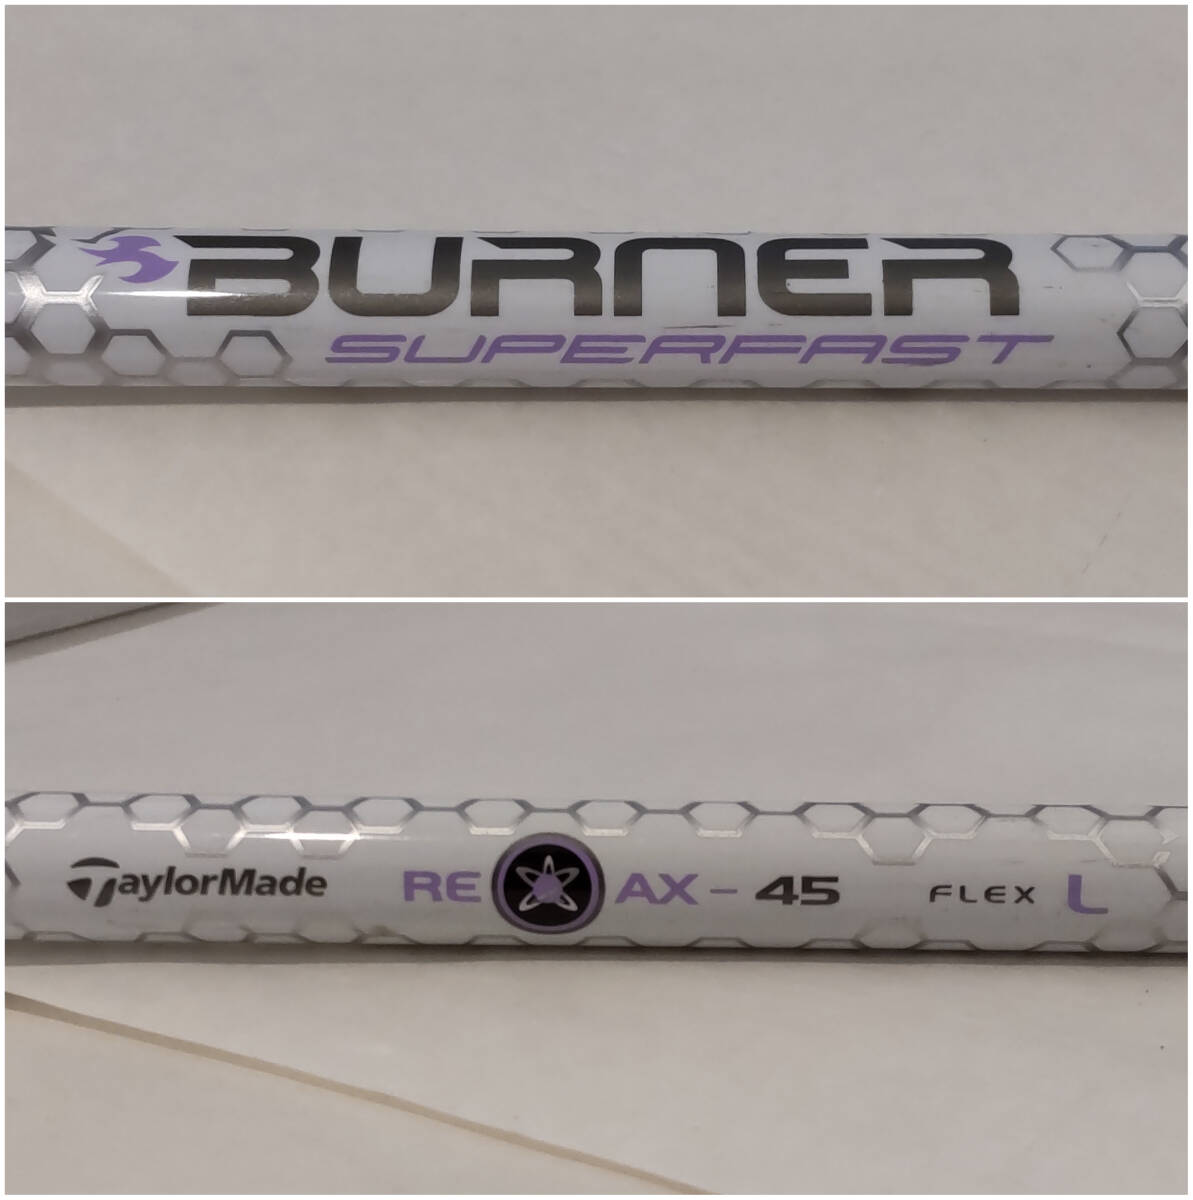 BURNER
SUPERFAST
TaylorMade RE AX - 45 FLEX L